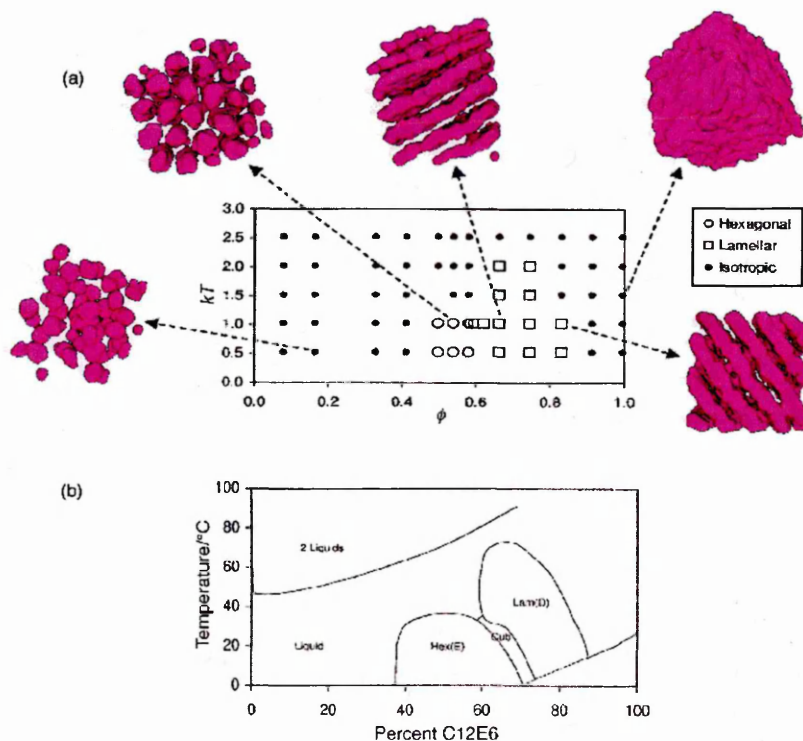 (a)
3.0
2.5
2.0
1.5
1.0
0.5
0.0
kT
0.0
0.2
0.4
0.6
0.8
1.0
ϕ
Hexagonal
Lamellar
Isotropic
(b)
100
80
60
40
20
0
Temperature/°C
2 Liquids
Liquid
Hex(E)
Cub
Lam(D)
0
20
40
60
80
100
Percent C12E6